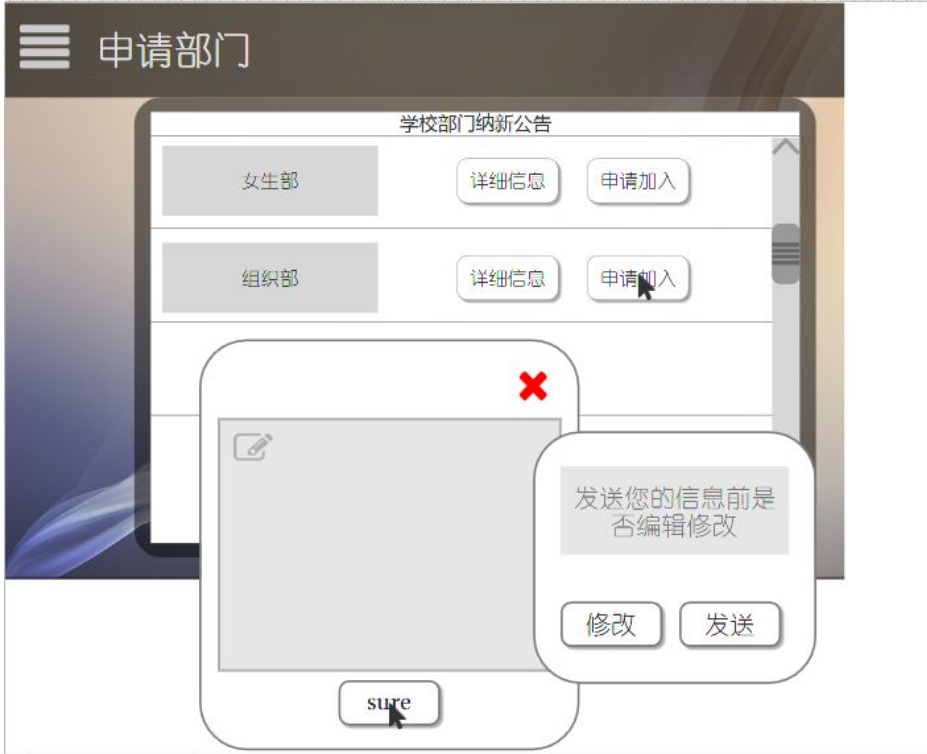 申请部门
学校部门纳新公告
女生部
详细信息
申请加入
组织部
详细信息
申请加入
发送您的信息前是
否编辑修改
修改
发送
sure